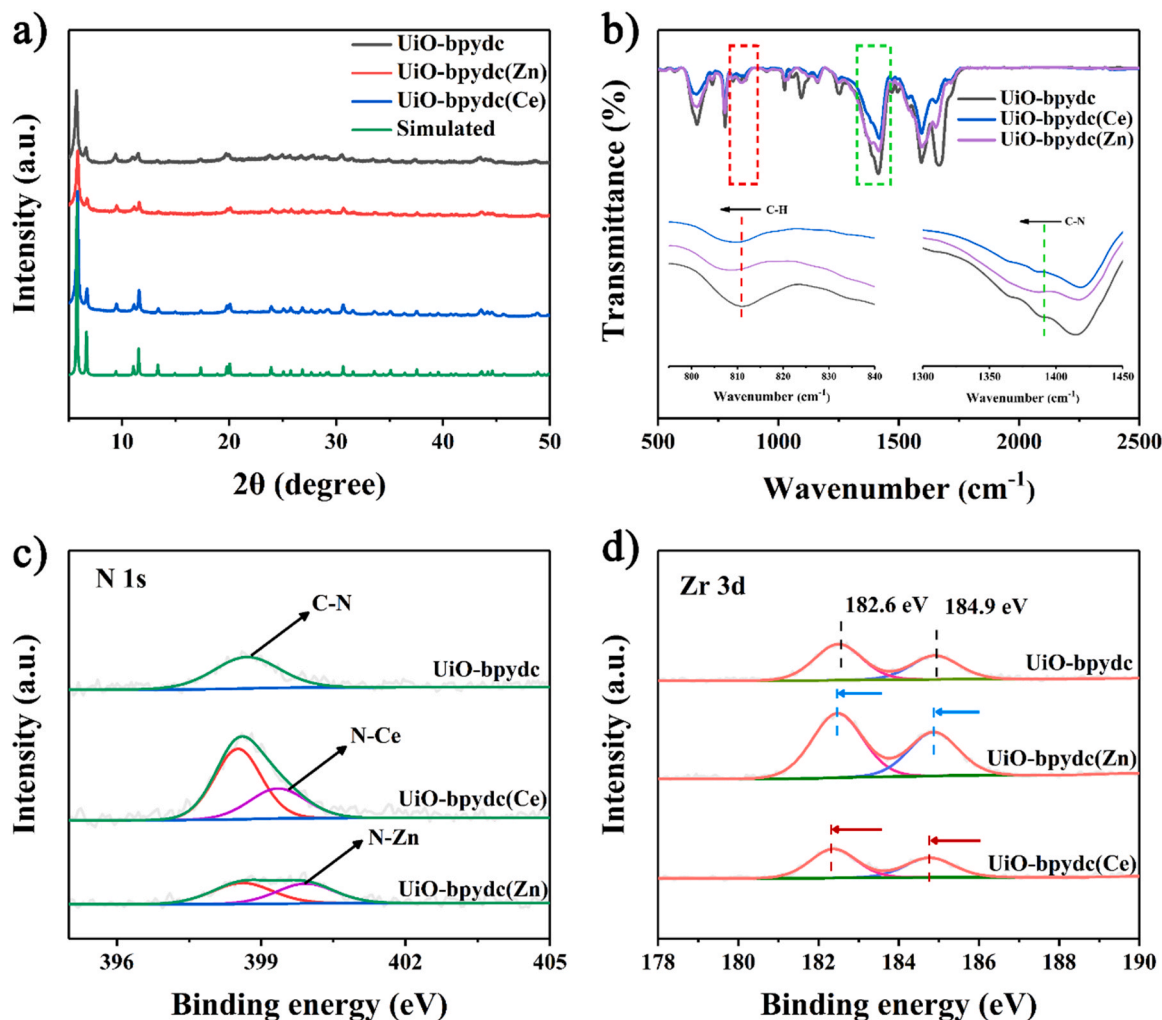 a)
UiO-bpydc
UiO-bpydc(Zn)
UiO-bpydc(Ce)
Simulated
Intensity (a.u.)
10 20 30 40 50
2θ (degree)
b)
UiO-bpydc
UiO-bpydc(Ce)
UiO-bpydc(Zn)
Transmittance (%)
C-H
C-N
800 810 820 830 840
Wavenumber (cm-1)
1300 1350 1400 1450
Wavenumber (cm-1)
500 1000 1500 2000 2500
Wavenumber (cm-1)
c)
N 1s
C-N
UiO-bpydc
N-Ce
UiO-bpydc(Ce)
N-Zn
UiO-bpydc(Zn)
Intensity (a.u.)
396 399 402 405
Binding energy (eV)
d)
Zr 3d
182.6 eV 184.9 eV
UiO-bpydc
UiO-bpydc(Zn)
UiO-bpydc(Ce)
Intensity (a.u.)
178 180 182 184 186 188 190
Binding energy (eV)